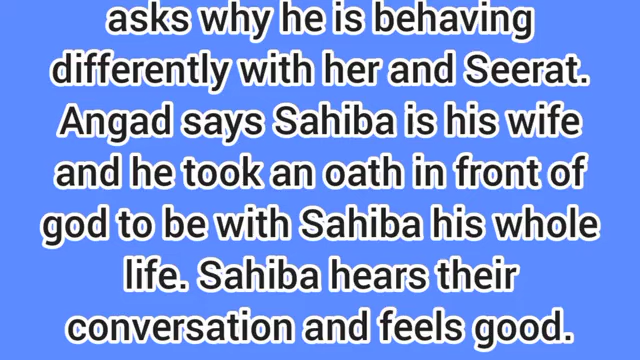 asks why he is behaving
differently with her and Seerat.
Angad says Sahiba is his wife
and he took an oath in front of
god to be with Sahiba his whole
life. Sahiba hears their
conversation and feels good.